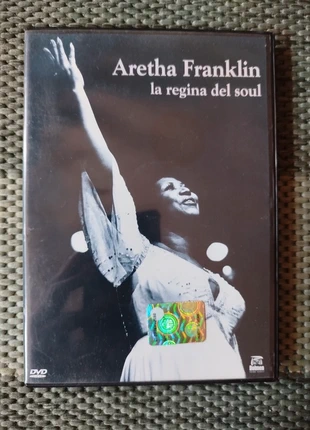 Aretha Franklin
la regina del soul
DVD